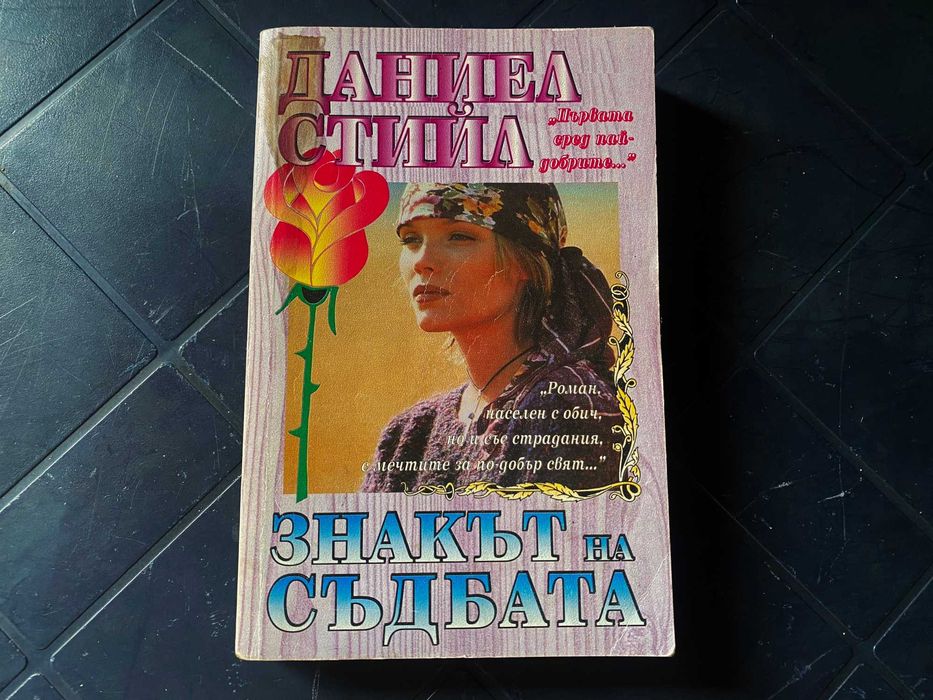 ДАНИЕЛ
СТИЙЛ
„Първата
сред най-
добрите..."
„Роман,
населен с обич,
но и със страдания,
с мечтите за по-добър свят..."
ЗНАКЪТ НА
СЪДБАТА